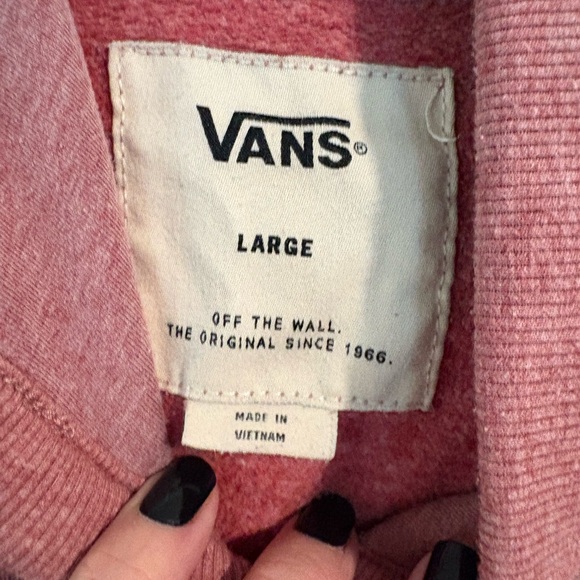 VANS®
LARGE
OFF THE WALL.
THE ORIGINAL SINCE 1966.
MADE IN
VIETNAM